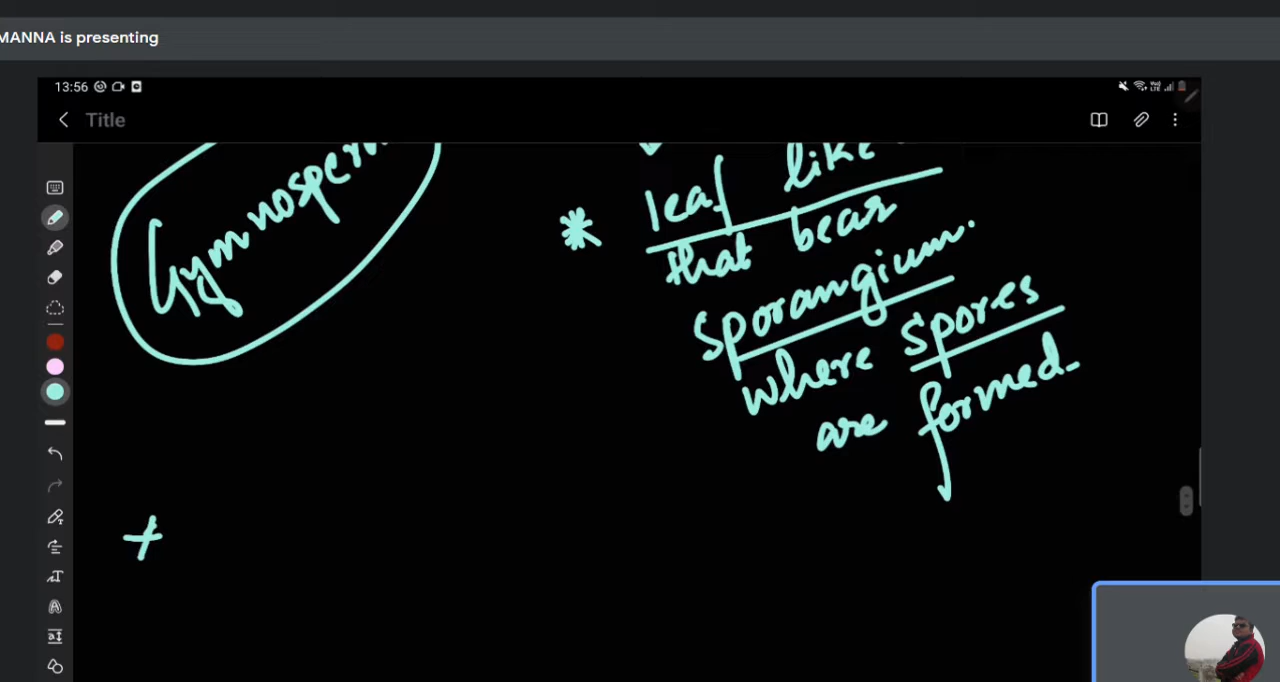 MANNA is presenting
13:56
Title
Gymnosperm
leaf like
* that bear
sporangium.
where spores
are formed.
+